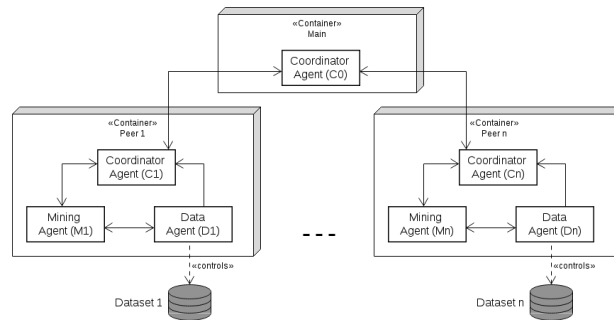 «Container»
Main
Coordinator
Agent (C0)
«Container»
Peer 1
Coordinator
Agent (C1)
Mining
Agent (M1)
Data
Agent (D1)
«controls»
Dataset 1
- - -
«Container»
Peer n
Coordinator
Agent (Cn)
Mining
Agent (Mn)
Data
Agent (Dn)
«controls»
Dataset n